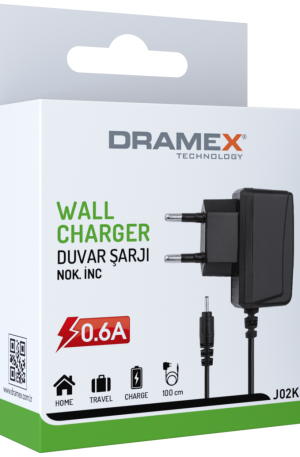 DRAMEX®
TECHNOLOGY
WALL
CHARGER
DUVAR ŞARJI
NOK. İNC
0.6A
HOME
TRAVEL
CHARGE
100 cm
J02K
www.dramex.com.tr